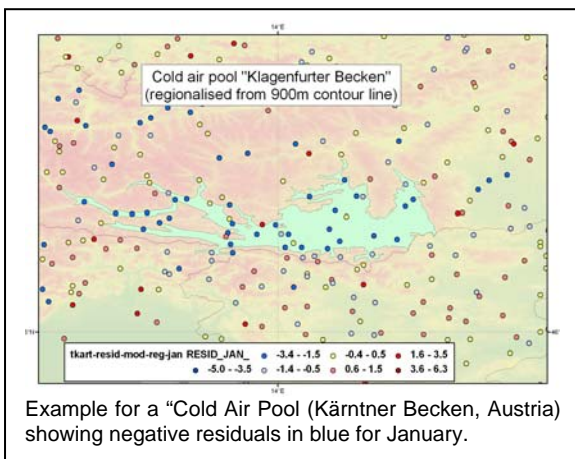 14°E
Cold air pool "Klagenfurter Becken"
(regionalised from 900m contour line)
tkart-resid-mod-reg-jan RESID_JAN_
-5.0 - -3.5
-3.4 - -1.5
-1.4 - -0.5
-0.4 - 0.5
0.6 - 1.5
1.6 - 3.5
3.6 - 6.3
14°E
Example for a “Cold Air Pool (Kärntner Becken, Austria)
showing negative residuals in blue for January.